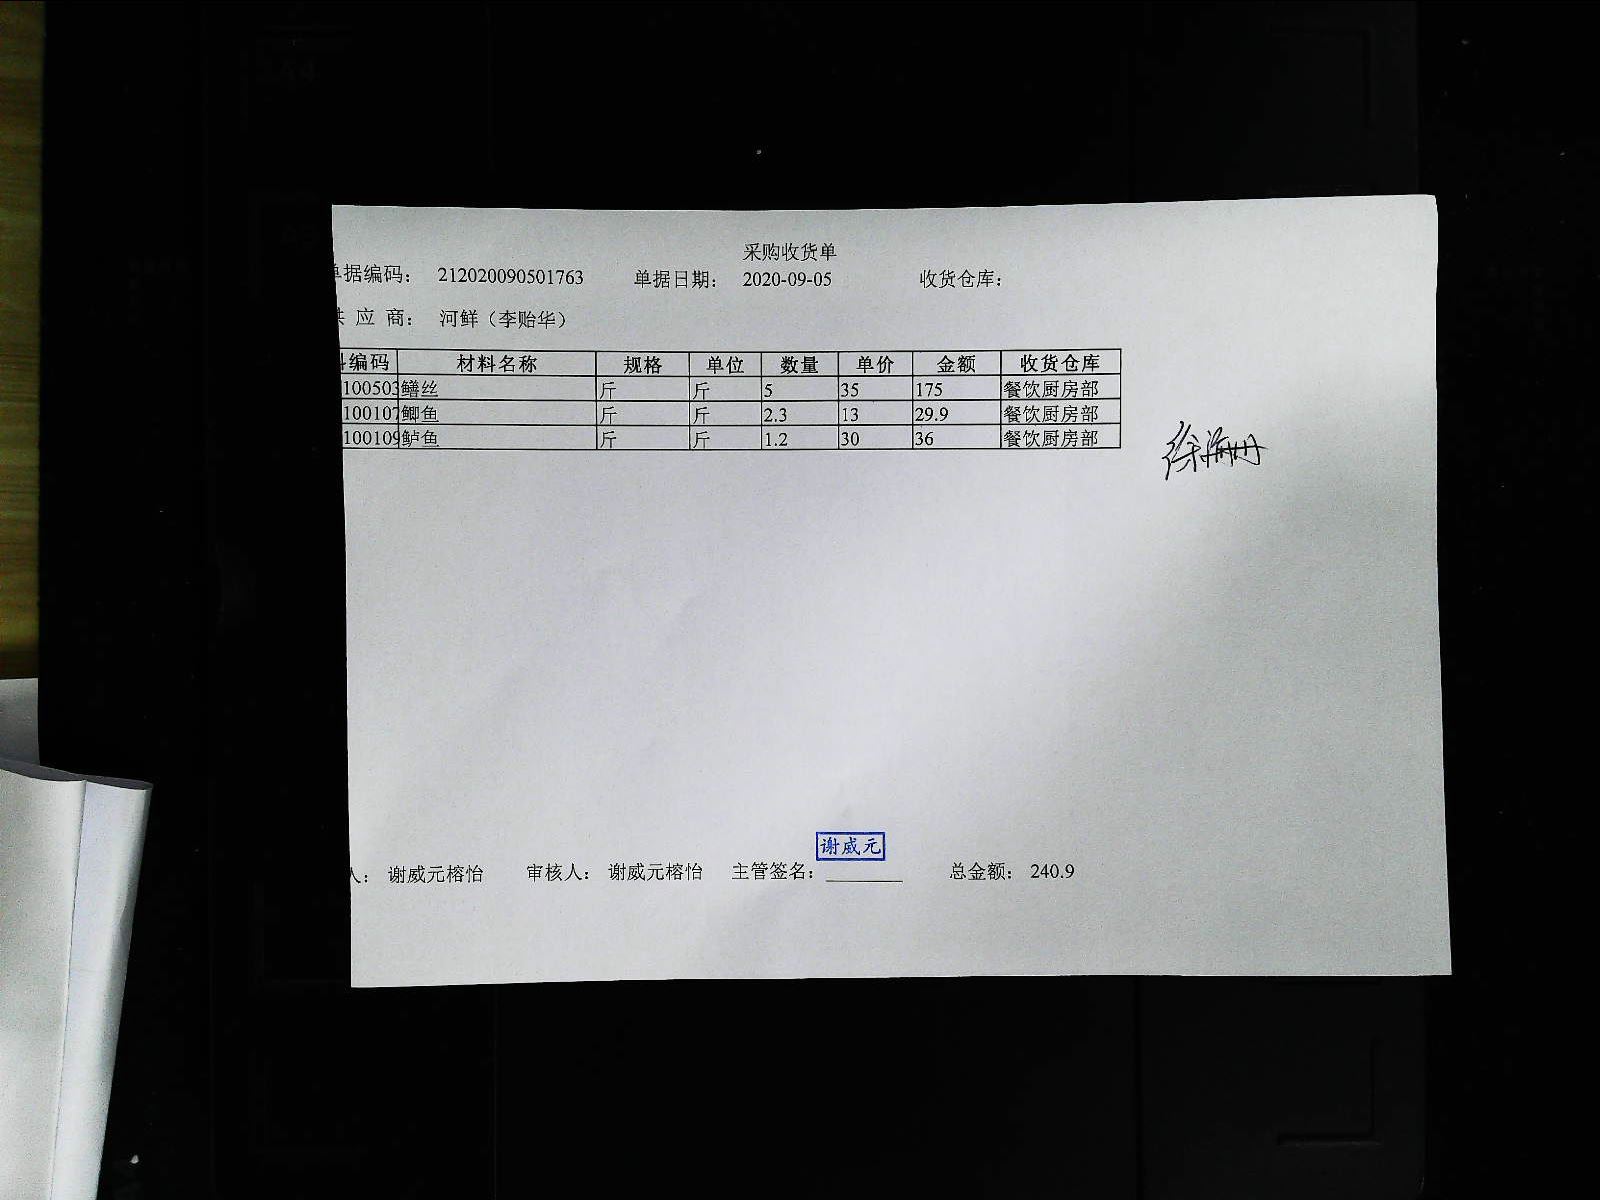 采购收货单
单据编码： 212020090501763 单据日期： 2020-09-05 收货仓库：
供 应 商： 河鲜（李贻华）
料编码 材料名称 规格 单位 数量 单价 金额 收货仓库
100503 鳝丝 斤 斤 5 35 175 餐饮厨房部
100107 鲫鱼 斤 斤 2.3 13 29.9 餐饮厨房部
100109 鲈鱼 斤 斤 1.2 30 36 餐饮厨房部
谢威元
人： 谢威元榕怡 审核人： 谢威元榕怡 主管签名： 总金额： 240.9